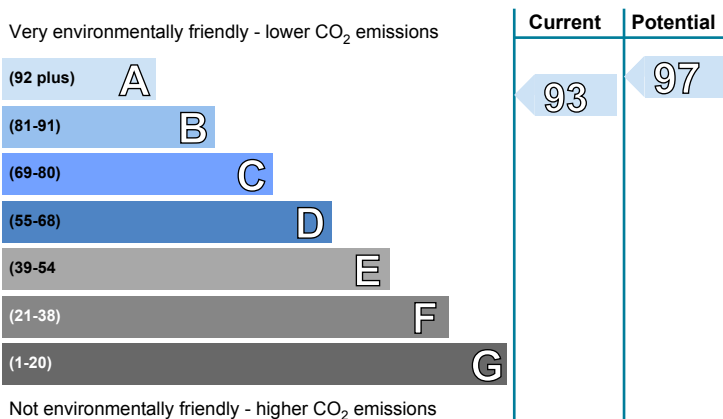 Very environmentally friendly - lower CO2 emissions
Current
Potential
(92 plus) A
93
97
(81-91) B
(69-80) C
(55-68) D
(39-54 E
(21-38) F
(1-20) G
Not environmentally friendly - higher CO2 emissions